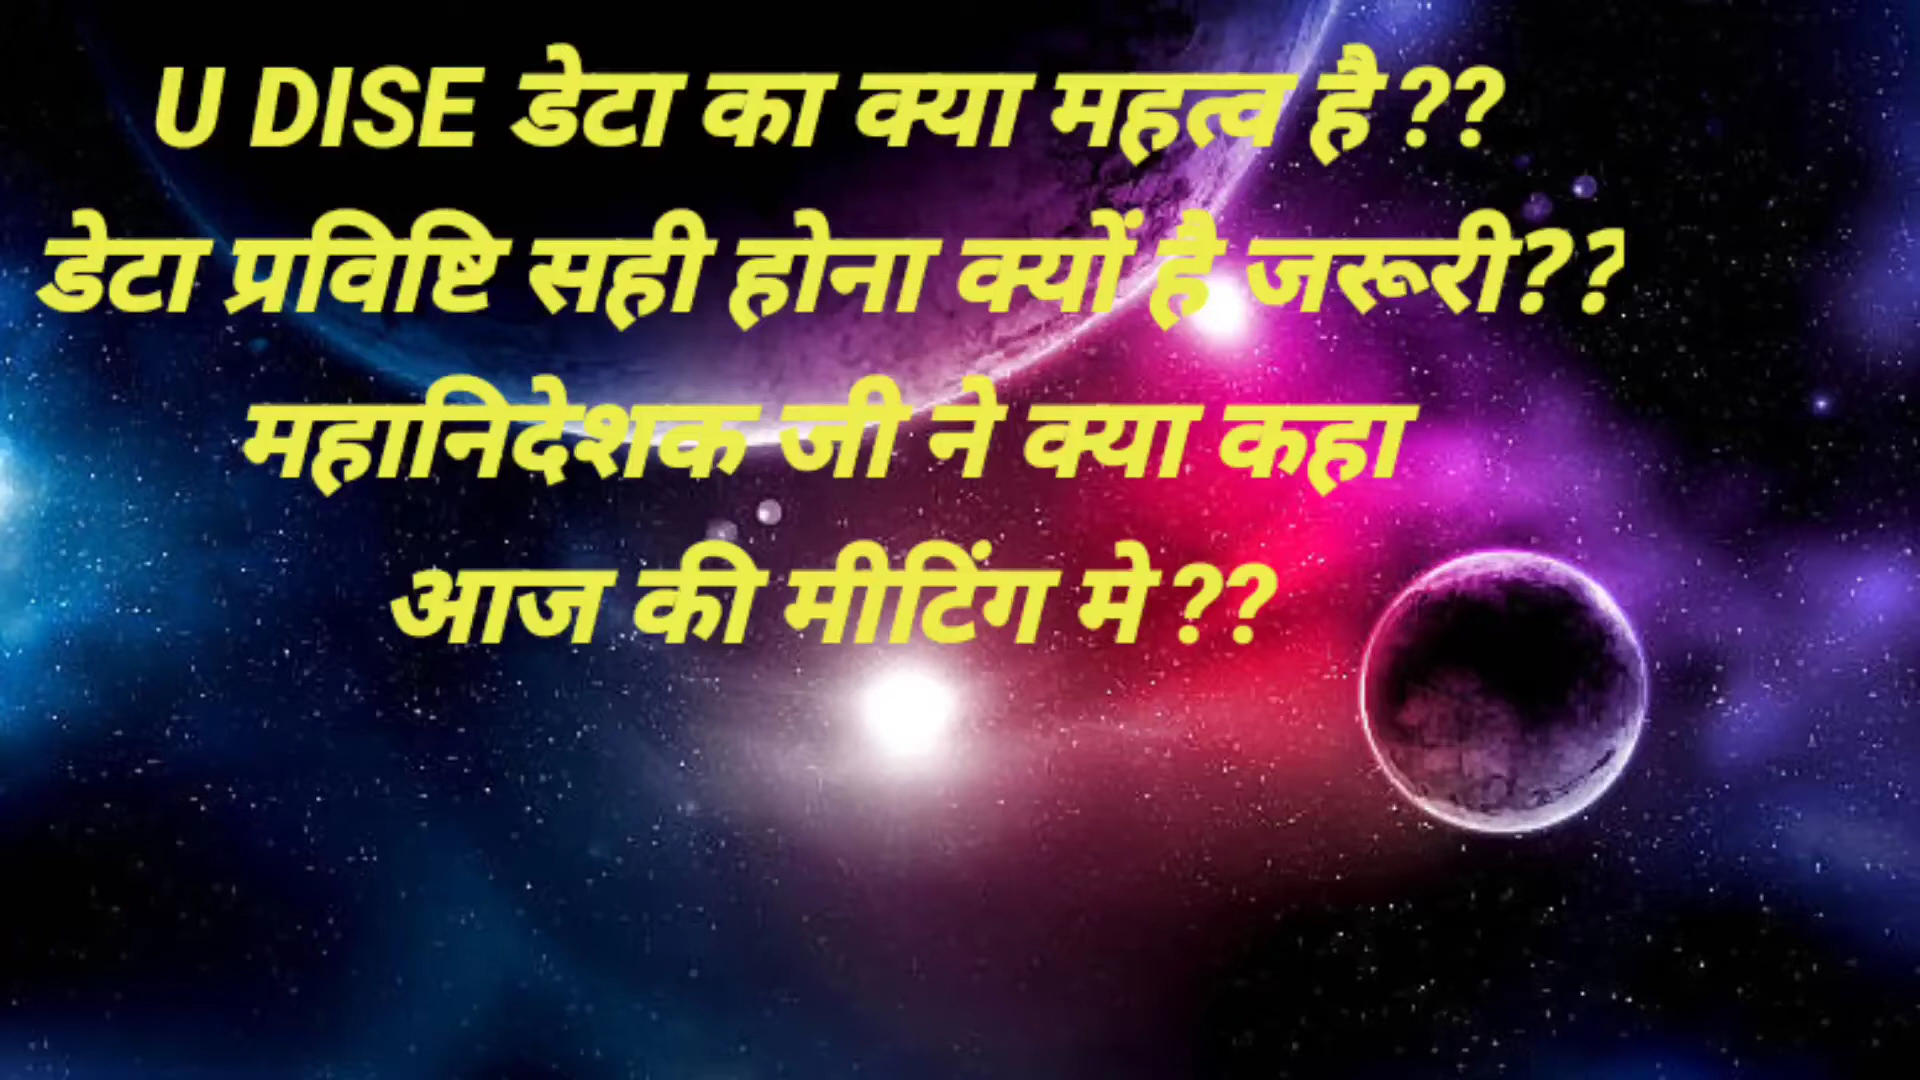 U DISE डेटा का क्या महत्व है??
डेटा प्रविष्टि सही होना क्यों है जरूरी??
महानिदेशक जी ने क्या कहा
आज की मीटिंग मे??